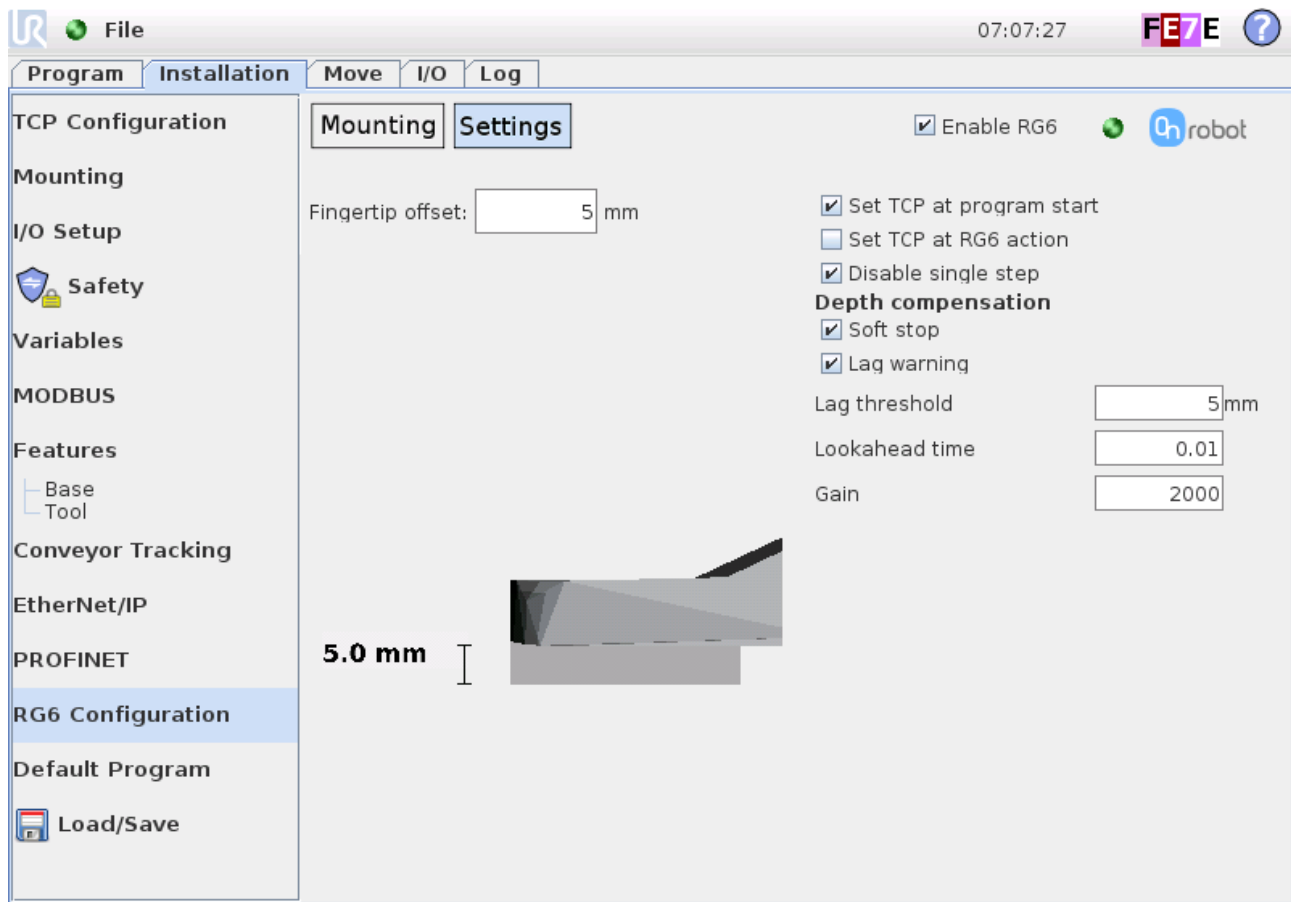 File 07:07:27 FE7E ?
Program Installation Move I/O Log
TCP Configuration
Mounting
I/O Setup
Safety
Variables
MODBUS
Features
Base
Tool
Conveyor Tracking
EtherNet/IP
PROFINET
RG6 Configuration
Default Program
Load/Save
Mounting Settings
Enable RG6
On robot
Fingertip offset: 5 mm
Set TCP at program start
Set TCP at RG6 action
Disable single step
Depth compensation
Soft stop
Lag warning
Lag threshold 5 mm
Lookahead time 0.01
Gain 2000
5.0 mm